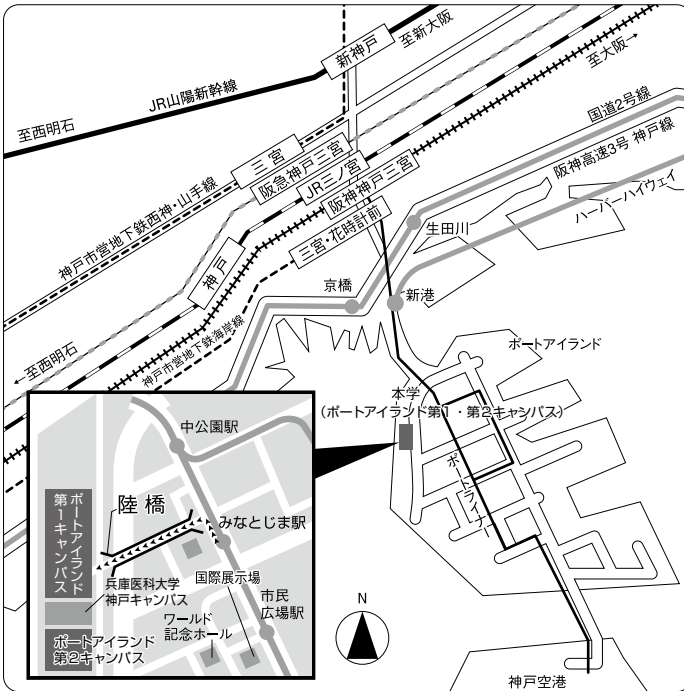 新神戸
至新大阪
JR山陽新幹線
至西明石
至大阪→
三宮
阪急神戸三宮
JR三ノ宮
阪神神戸三宮
三宮・花時計前
神戸市営地下鉄西神・山手線
国道2号線
阪神高速3号 神戸線
ハーバーハイウェイ
生田川
神戸
京橋
新港
←至西明石
神戸市営地下鉄海岸線
ポートアイランド
本学
(ポートアイランド第1・第2キャンパス)
ポートライナー
中公園駅
陸橋
みなとじま駅
ポートアイランド
第1キャンパス
兵庫医科大学
神戸キャンパス
国際展示場
市民
広場駅
ワールド
記念ホール
ポートアイランド
第2キャンパス
N
神戸空港